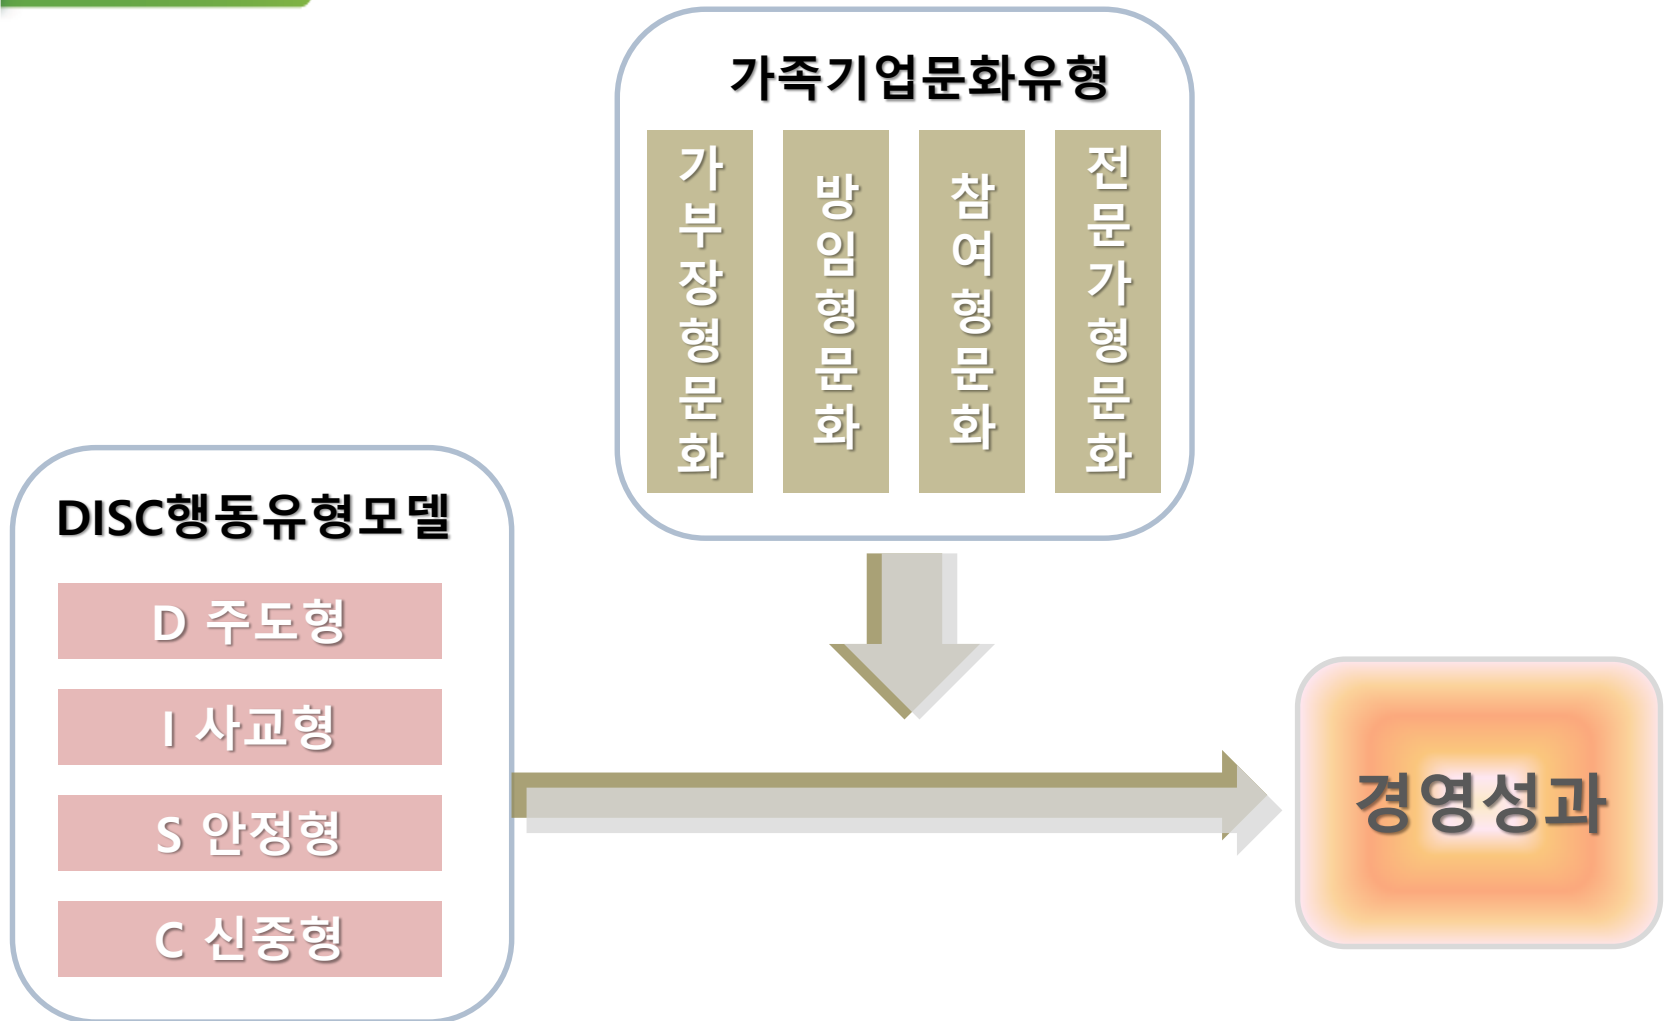 가족기업문화유형
가부장형문화
방임형문화
참여형문화
전문가형문화
DISC행동유형모델
D 주도형
I 사교형
S 안정형
C 신중형
경영성과